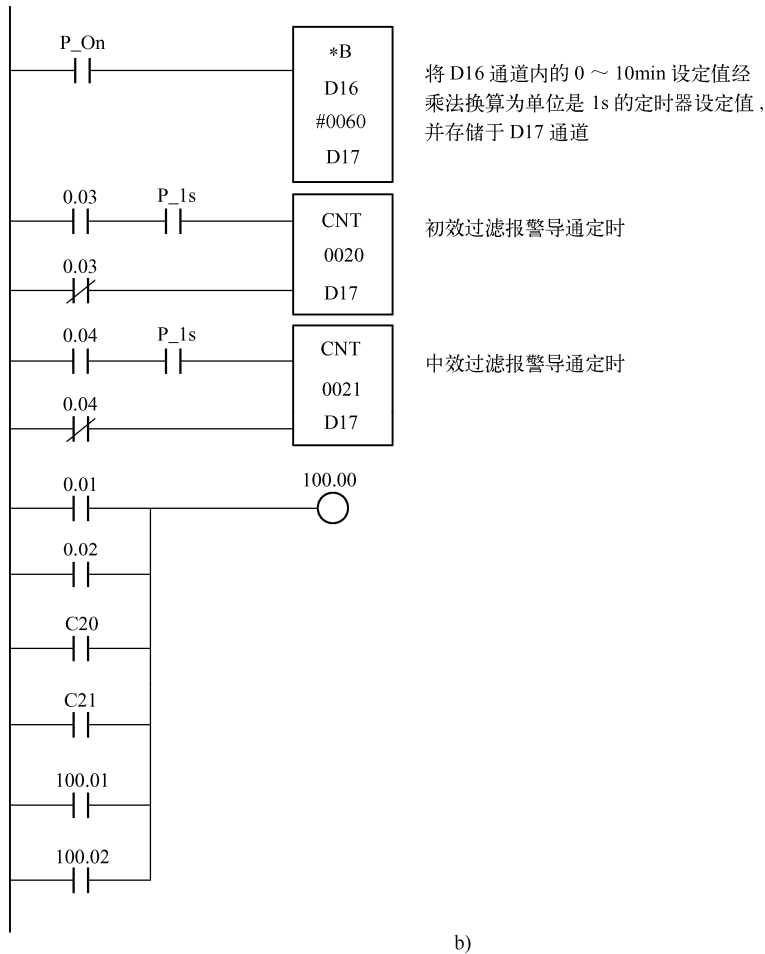 P_On
*B
D16
#0060
D17
将 D16 通道内的 0 ～ 10min 设定值经
乘法换算为单位是 1s 的定时器设定值，
并存储于 D17 通道
0.03 P_1s
CNT
0020
D17
初效过滤报警导通定时
0.03
0.04 P_1s
CNT
0021
D17
中效过滤报警导通定时
0.04
0.01 100.00
0.02
C20
C21
100.01
100.02
b)